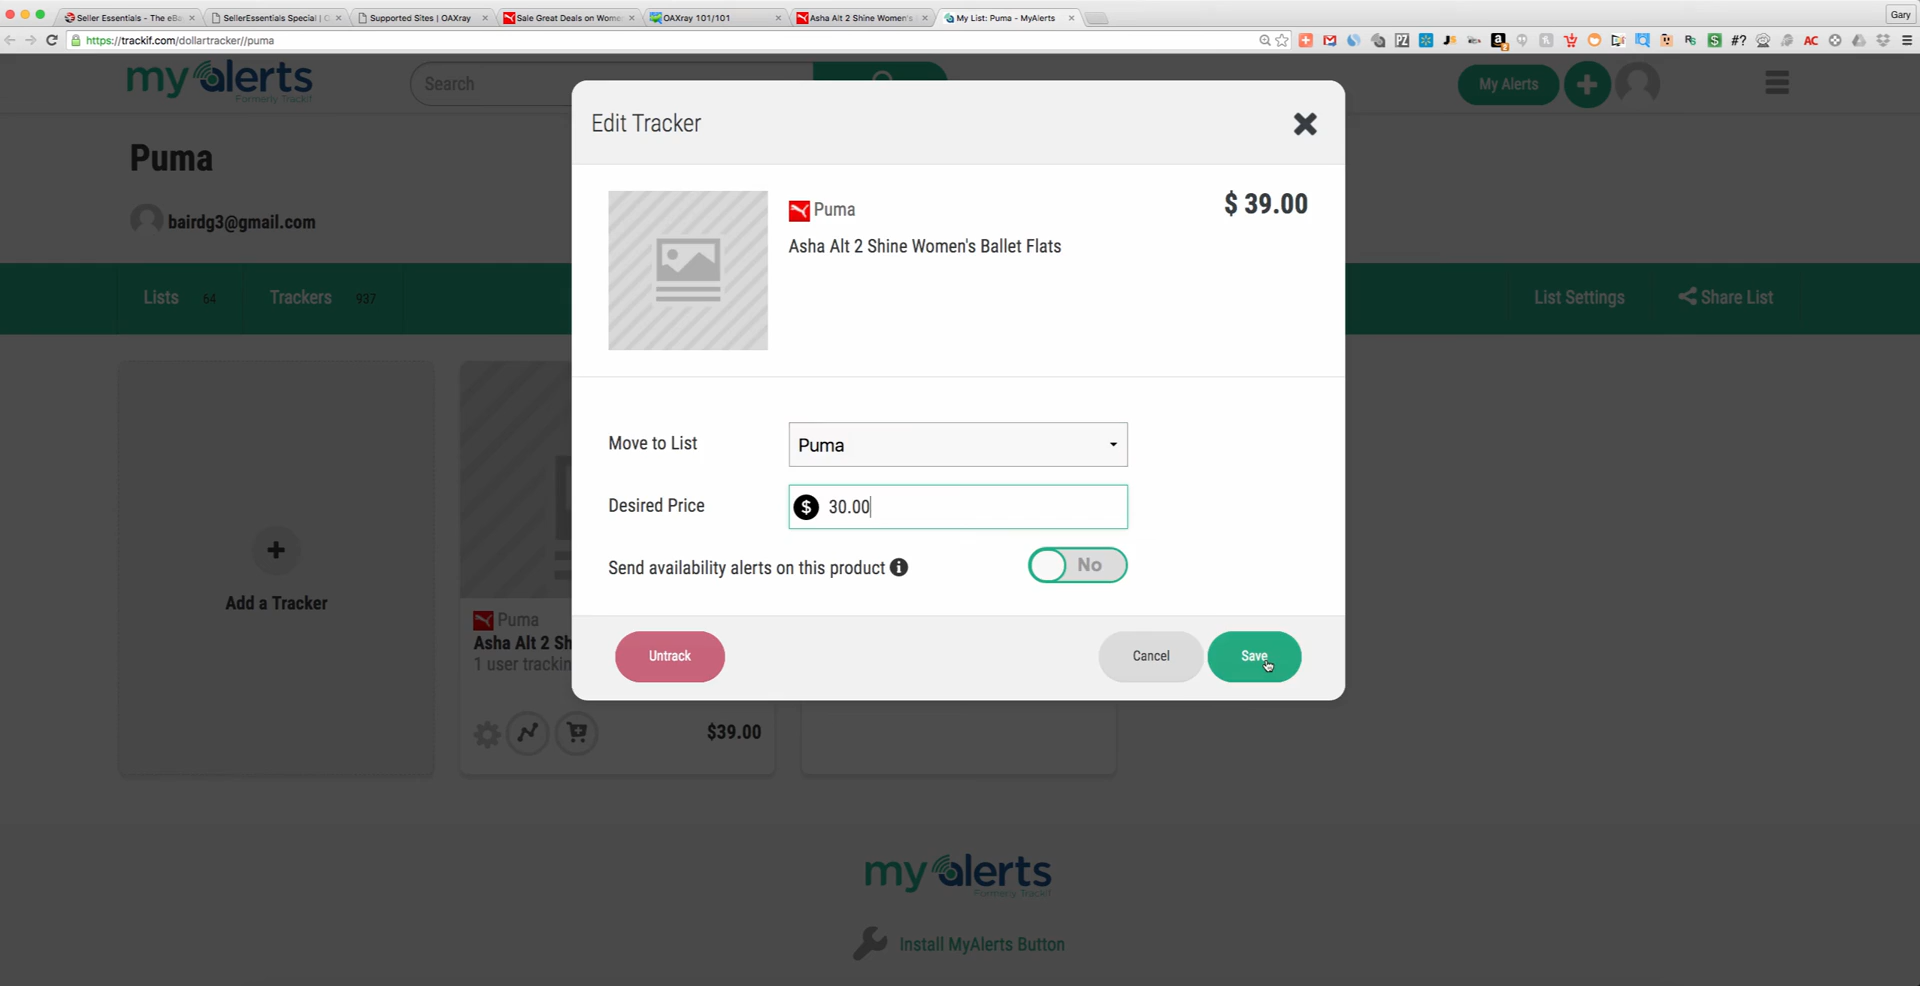 Seller Essentials - The eBa
SellerEssentials Special | O
Supported Sites | OAXray
Sale Great Deals on Wome
OAXray 101/101
Asha Alt 2 Shine Women's
My List: Puma - MyAlerts
Gary
https://trackif.com/dollartracker//puma
my alerts
Formerly TrackIf
Search
My Alerts
Puma
bairdg3@gmail.com
Lists 64
Trackers 937
List Settings
Share List
Edit Tracker
Puma
$ 39.00
Asha Alt 2 Shine Women's Ballet Flats
Move to List
Puma
Desired Price
$ 30.00
Send availability alerts on this product
No
Untrack
Cancel
Save
Add a Tracker
Puma
Asha Alt 2 Sh
1 user trackin
$39.00
my alerts
Formerly TrackIf
Install MyAlerts Button